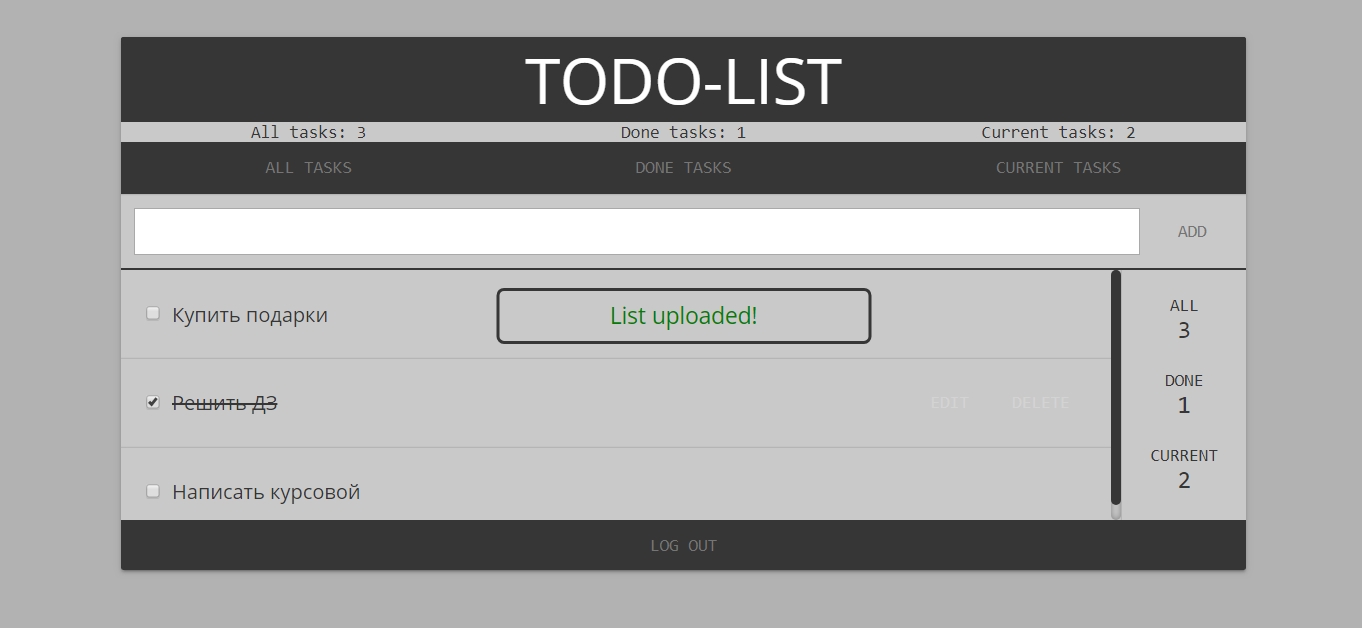 TODO-LIST
All tasks: 3 Done tasks: 1 Current tasks: 2
ALL TASKS DONE TASKS CURRENT TASKS
ADD
Купить подарки
List uploaded!
Решить ДЗ
EDIT DELETE
Написать курсовой
ALL
3
DONE
1
CURRENT
2
LOG OUT